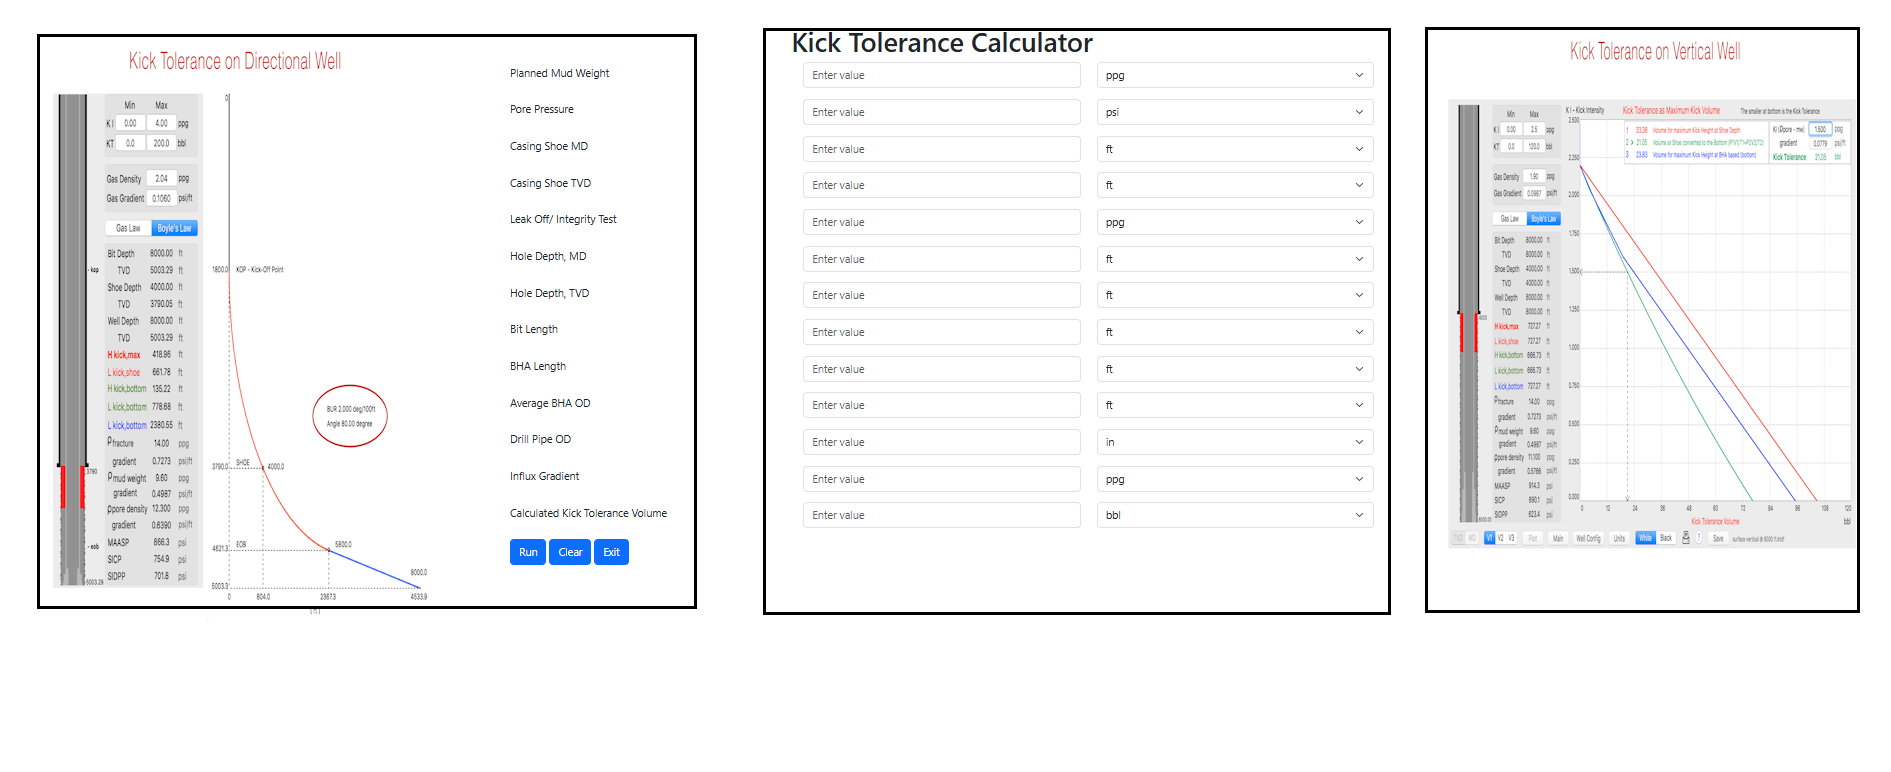 Kick Tolerance on Directional Well
Min Max
K I 0.00 4.00 ppg
KT 0.0 200.0 bbl
Gas Density 2.04 ppg
Gas Gradient 0.1060 psi/ft
Gas Law Boyle's Law
Bit Depth 8000.00 ft
TVD 5003.29 ft
Shoe Depth 4000.00 ft
TVD 3790.05 ft
Well Depth 8000.00 ft
TVD 5003.29 ft
H kick,max 418.96 ft
L kick,shoe 661.78 ft
H kick,bottom 135.22 ft
L kick,bottom 778.68 ft
L kick,bottom 2380.55 ft
ρ fracture 14.00 ppg
gradient 0.7273 psi/ft
ρ mud weight 9.60 ppg
gradient 0.4987 psi/ft
ρpore density 12.300 ppg
gradient 0.6390 psi/ft
MAASP 866.3 psi
SICP 754.9 psi
SIDPP 701.8 psi
- kop
3790
- eob
5003.29
0
1800.0 KOP - Kick-Off Point
BUR 2.000 deg/100ft
Angle 80.00 degree
3790.0 SHOE 4000.0
4621.3 EOB 5800.0
8000.0
5003.3
0 804.0 2367.3 4533.9
( ft )
Planned Mud Weight
Pore Pressure
Casing Shoe MD
Casing Shoe TVD
Leak Off/ Integrity Test
Hole Depth, MD
Hole Depth, TVD
Bit Length
BHA Length
Average BHA OD
Drill Pipe OD
Influx Gradient
Calculated Kick Tolerance Volume
Run Clear Exit
Kick Tolerance Calculator
Enter value ppg
Enter value psi
Enter value ft
Enter value ft
Enter value ppg
Enter value ft
Enter value ft
Enter value ft
Enter value ft
Enter value ft
Enter value in
Enter value ppg
Enter value bbl
Kick Tolerance on Vertical Well
Min Max
K I 0.00 2.5 ppg
KT 0.0 120.0 bbl
Gas Density 1.90 ppg
Gas Gradient 0.0987 psi/ft
Gas Law Boyle's Law
Bit Depth 8000.00 ft
TVD 8000.00 ft
Shoe Depth 4000.00 ft
TVD 4000.00 ft
Well Depth 8000.00 ft
TVD 8000.00 ft
H kick,max 727.27 ft
L kick,shoe 727.27 ft
H kick,bottom 666.73 ft
L kick,bottom 666.73 ft
L kick,bottom 727.27 ft
ρ fracture 14.00 ppg
gradient 0.7273 psi/ft
ρ mud weight 9.60 ppg
gradient 0.4987 psi/ft
ρpore density 11.100 ppg
gradient 0.5766 psi/ft
MAASP 914.3 psi
SICP 690.1 psi
SIDPP 623.4 psi
4000
8000.00
K I - Kick Intensity Kick Tolerance as Maximum Kick Volume The smaller at bottom is the Kick Tolerance
1 33.38 Volume for maximum Kick Height at Shoe Depth
2 > 21.05 Volume at Shoe converted to the Bottom (P1V1/T1=P2V2/T2)
3 23.83 Volume for maximum Kick Height at BHA based (bottom)
KI (ρpore - mw) 1.500 ppg
gradient 0.0779 psi/ft
Kick Tolerance 21.05 bbl
2.500
2.250
2.000
1.750
1.500
1.250
1.000
0.750
0.500
0.250
0.000
0 12 24 36 48 60 72 84 96 108 120
Kick Tolerance Volume bbl
TVD MD V1 V2 V3 Plot Main Well Config Units White Black ? Save